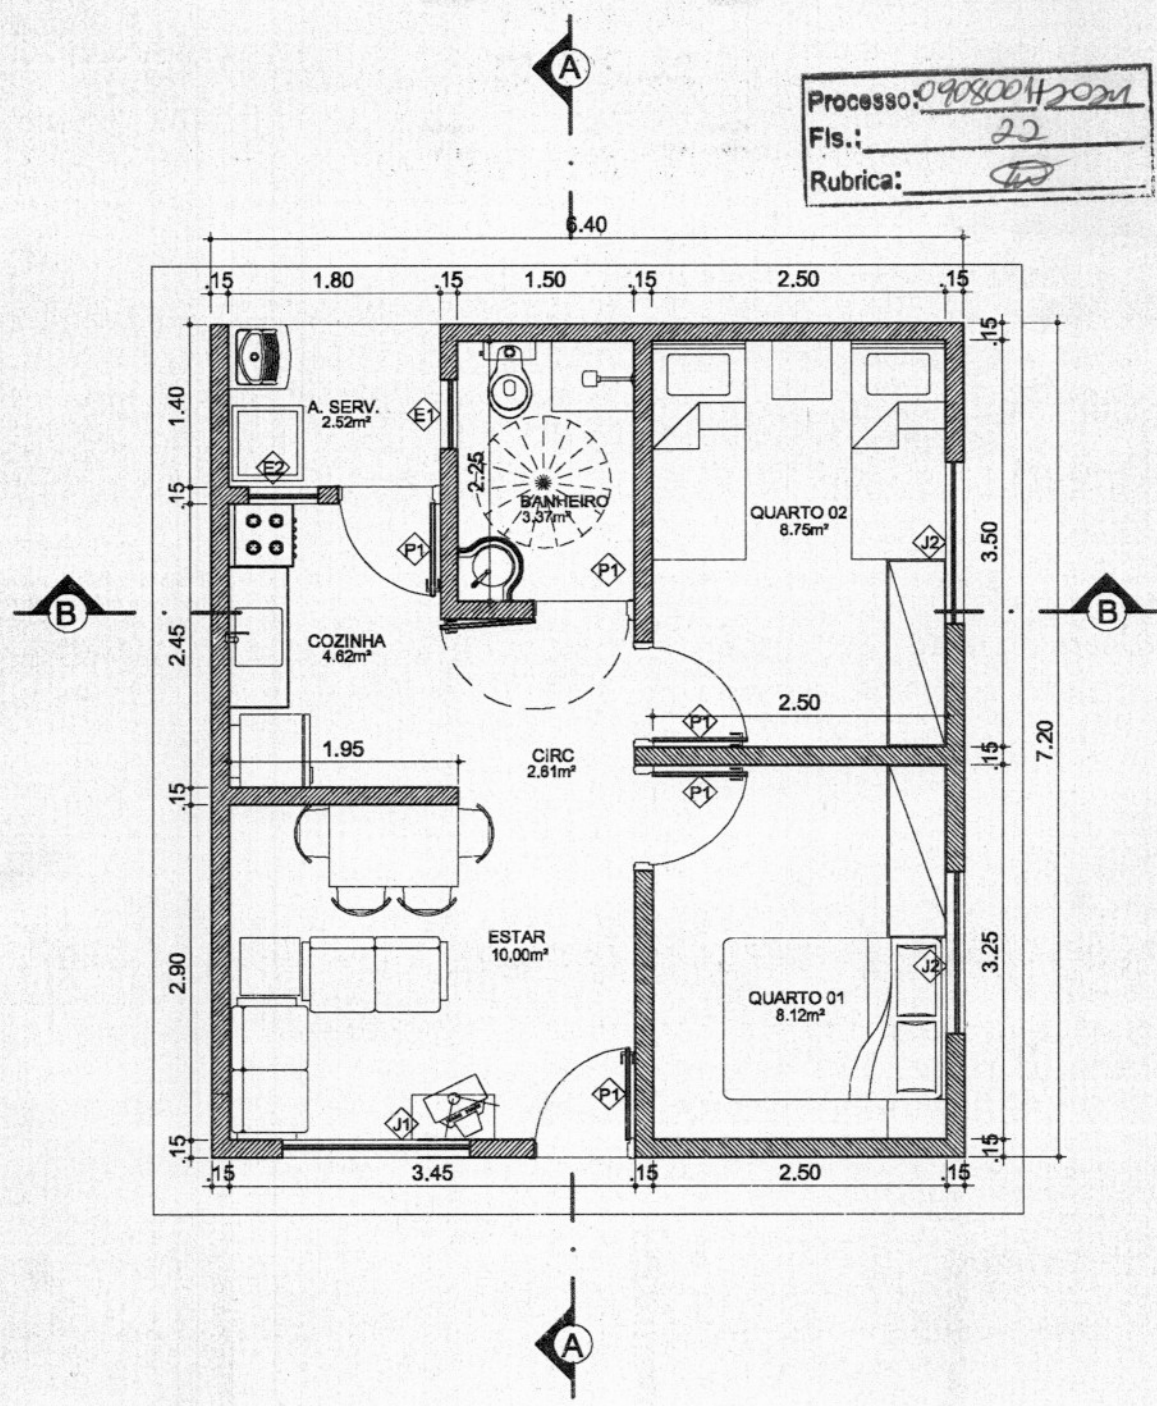 A
Processo:
Fls.: 22
Rubrica:
6.40
.15 1.80 .15 1.50 .15 2.50 .15
.15
1.40
A. SERV.
2.52m²
E1
E2
.15
2.25
BANHEIRO
3.37m²
P1
P1
QUARTO 02
8.75m²
J2
3.50
B
B
2.45
COZINHA
4.62m²
2.50
P1
1.95
CIRC
2.61m²
.15
7.20
P1
.15
ESTAR
10,00m²
2.90
QUARTO 01
8.12m²
J2
3.25
P1
J1
.15
.15
.15 3.45 .15 2.50 .15
A